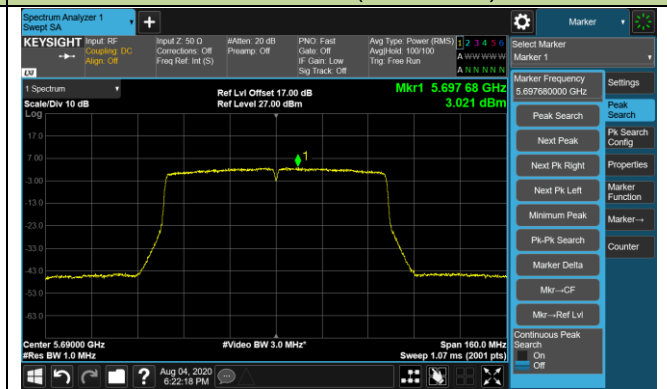 Spectrum Analyzer 1
Swept SA
Marker
KEYSIGHT
Input: RF
Coupling: DC
Align: Off
Input Z: 50 Ω
Corrections: Off
Freq Ref: Int (S)
#Atten: 20 dB
Preamp: Off
PNO: Fast
Gate: Off
IF Gain: Low
Sig Track: Off
Avg Type: Power (RMS)
Avg|Hold: 100/100
Trig: Free Run
1 2 3 4 5 6
A W W W W W
A N N N N N
LXI
Select Marker
Marker 1
1 Spectrum
Scale/Div 10 dB
Log
Ref Lvl Offset 17.00 dB
Ref Level 27.00 dBm
Mkr1 5.697 68 GHz
3.021 dBm
17.0
7.00
-3.00
-13.0
-23.0
-33.0
-43.0
-53.0
-63.0
1
Center 5.69000 GHz
#Res BW 1.0 MHz
#Video BW 3.0 MHz*
Span 160.0 MHz
Sweep 1.07 ms (2001 pts)
Marker Frequency
5.697680000 GHz
Peak Search
Next Peak
Next Pk Right
Next Pk Left
Minimum Peak
Pk-Pk Search
Marker Delta
Mkr→CF
Mkr→Ref Lvl
Continuous Peak
Search
On
Off
Settings
Peak
Search
Pk Search
Config
Properties
Marker
Function
Marker→
Counter
Aug 04, 2020
6:22:18 PM